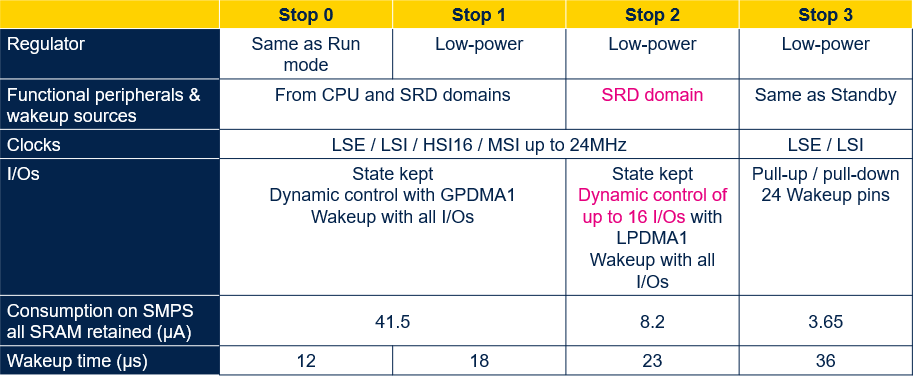 Stop 0 Stop 1 Stop 2 Stop 3
Regulator Same as Run Low-power Low-power Low-power
mode
Functional peripherals & From CPU and SRD domains SRD domain Same as Standby
wakeup sources
Clocks LSE / LSI / HSI16 / MSI up to 24MHz LSE / LSI
I/Os State kept State kept Pull-up / pull-down
Dynamic control with GPDMA1 Dynamic control of 24 Wakeup pins
Wakeup with all I/Os up to 16 I/Os with
LPDMA1
Wakeup with all
I/Os
Consumption on SMPS
all SRAM retained (µA) 41.5 8.2 3.65
Wakeup time (µs) 12 18 23 36